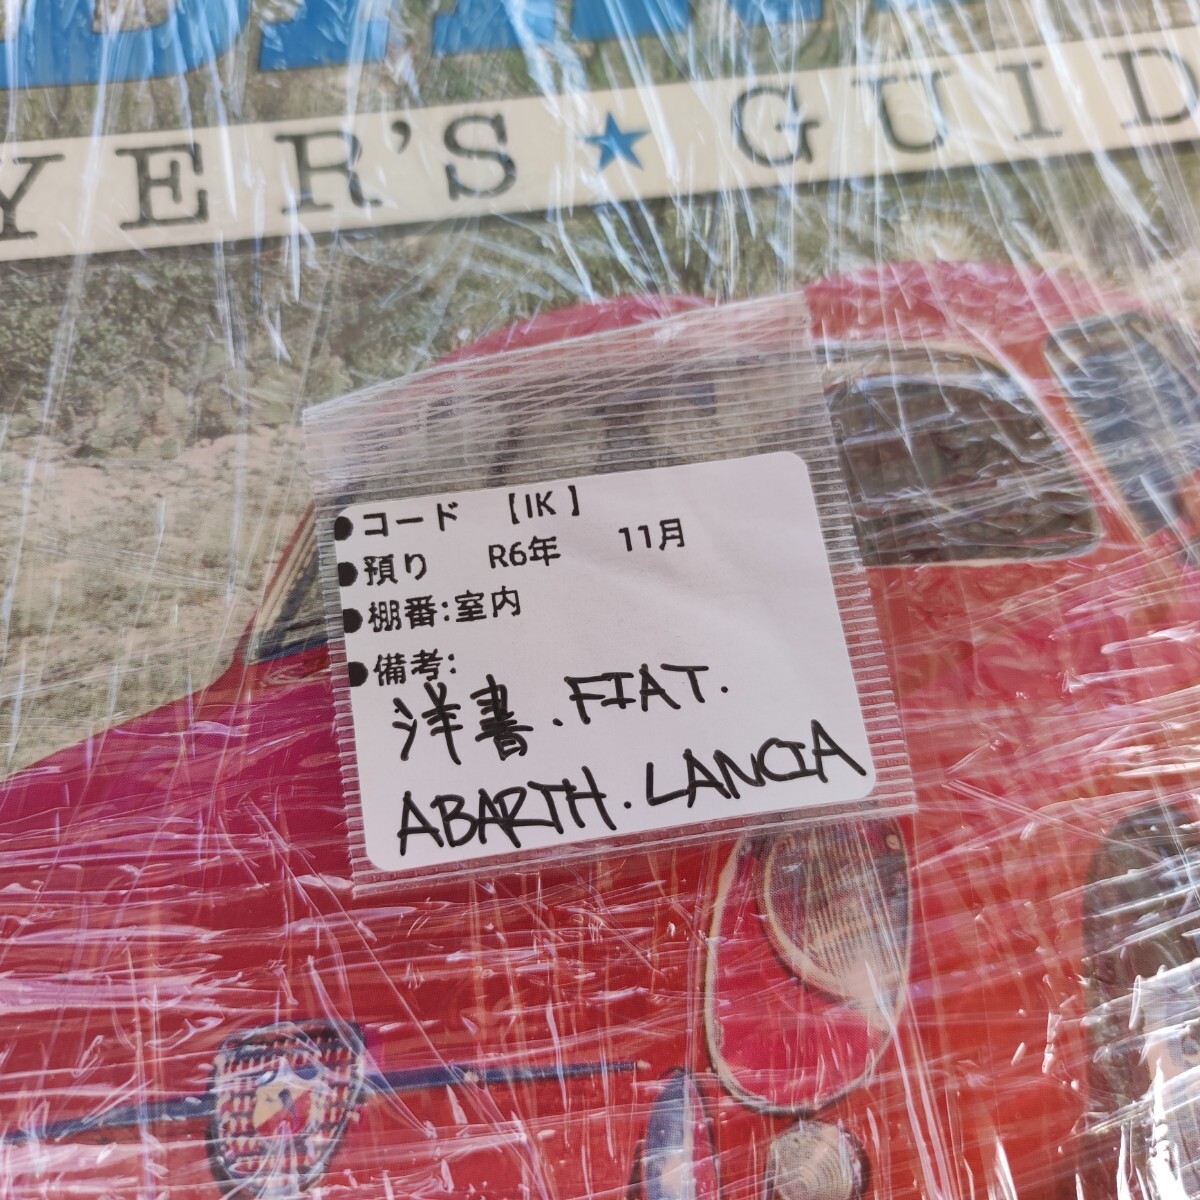 YER'S ★ GUID
●コード 【IK】
●預り R6年 11月
●棚番:室内
●備考:
洋書.FIAT.
ABARTH.LANCIA